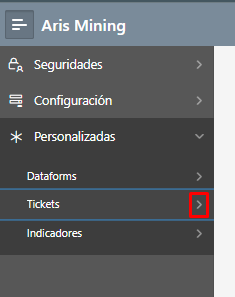 Aris Mining
Seguridades
Configuración
Personalizadas
Dataforms
Tickets
Indicadores